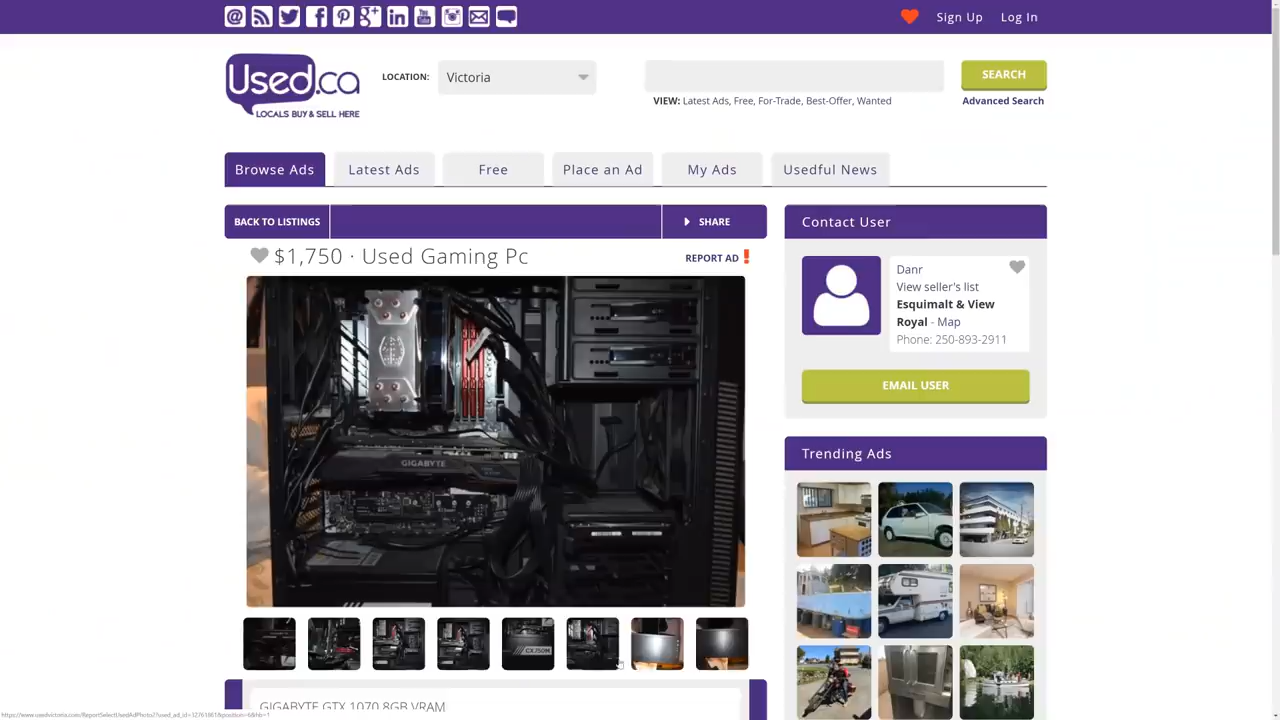 Sign Up Log In
Used.ca
LOCALS BUY & SELL HERE
LOCATION: Victoria
SEARCH
VIEW: Latest Ads, Free, For-Trade, Best-Offer, Wanted
Advanced Search
Browse Ads Latest Ads Free Place an Ad My Ads Usedful News
BACK TO LISTINGS
SHARE
$1,750 · Used Gaming Pc
REPORT AD
GIGABYTE
CX750M
GIGABYTE GTX 1070 8GB VRAM
Contact User
Danr
View seller's list
Esquimalt & View
Royal - Map
Phone: 250-893-2911
EMAIL USER
Trending Ads